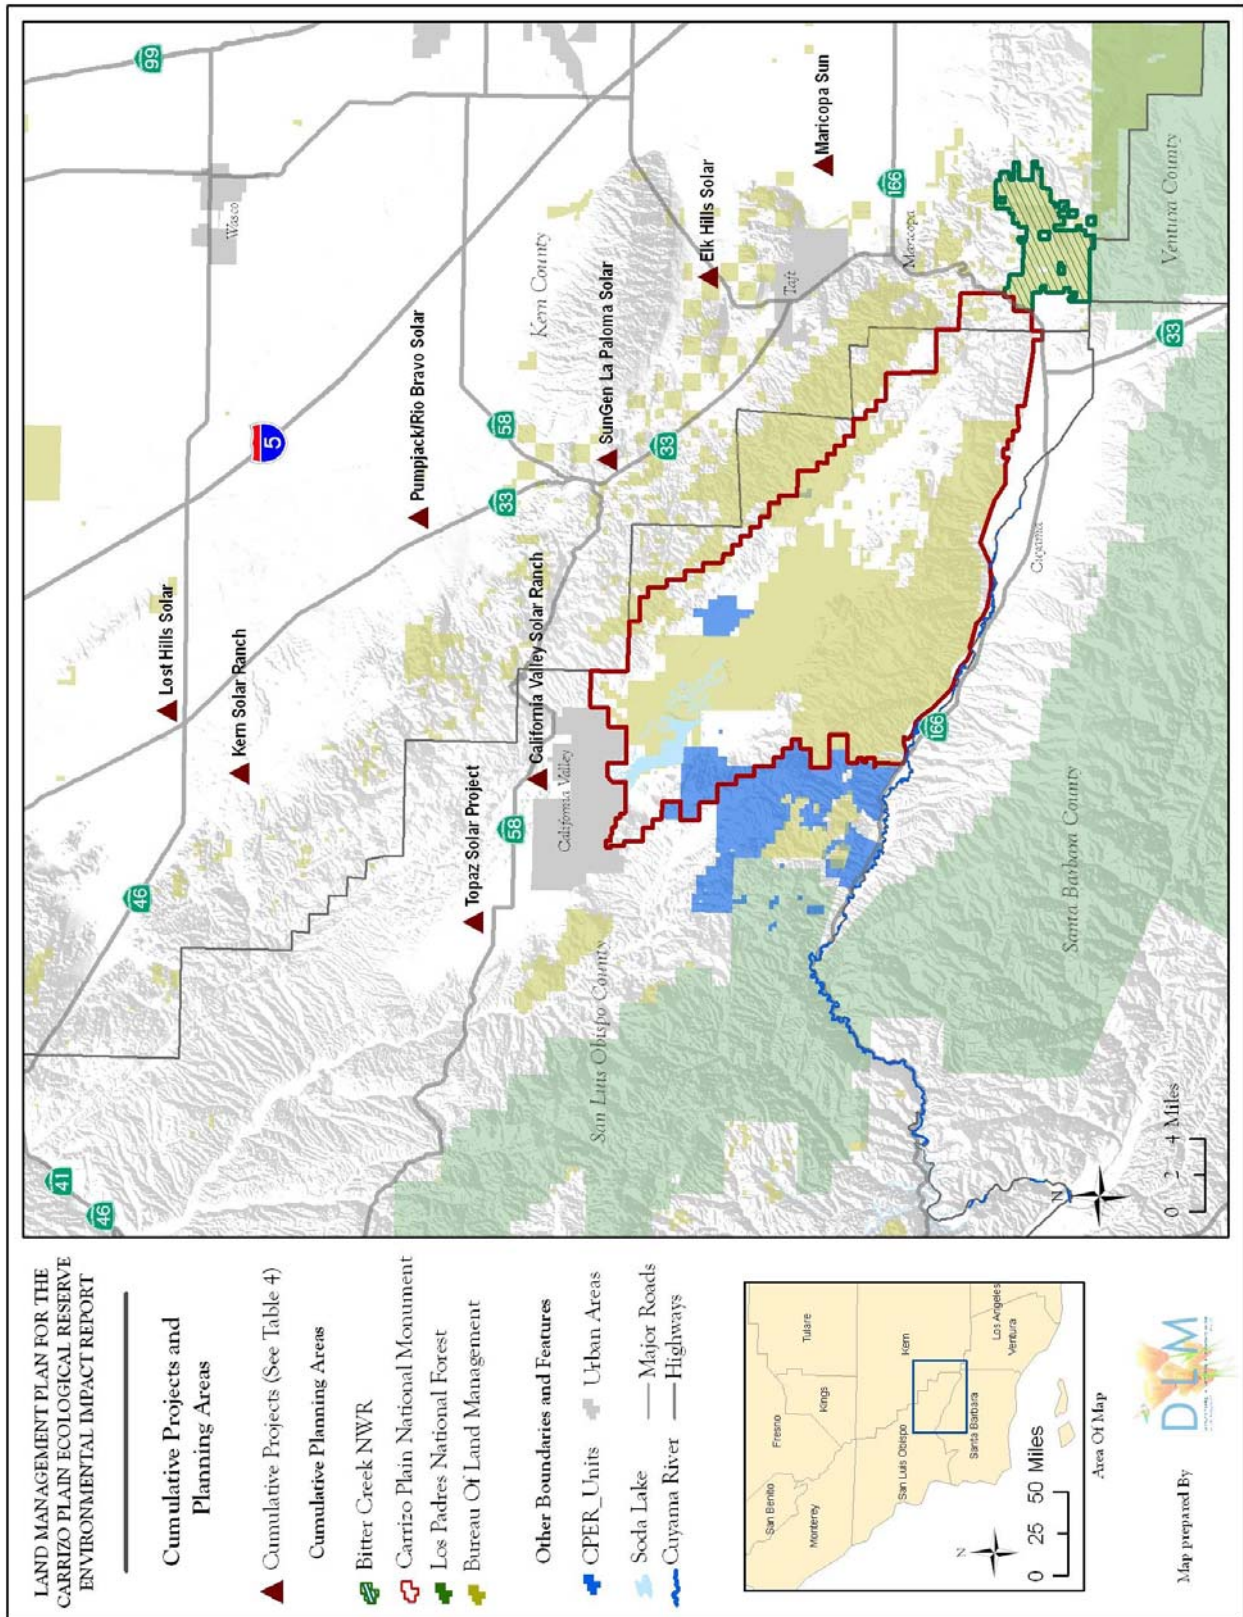 LAND MANAGEMENT PLAN FOR THE
CARRIZO PLAIN ECOLOGICAL RESERVE
ENVIRONMENTAL IMPACT REPORT
Cumulative Projects and
Planning Areas
Cumulative Projects (See Table 4)
Cumulative Planning Areas
Bitter Creek NWR
Carrizo Plain National Monument
Los Padres National Forest
Bureau Of Land Management
Other Boundaries and Features
CPER_Units
Urban Areas
Soda Lake
Major Roads
Cuyama River
Highways
San Benito
Fresno
Tulare
Monterey
Kings
San Luis Obispo
Kern
Santa Barbara
Los Angeles
Ventura
N
0 25 50 Miles
Area Of Map
Map prepared By
DLM
41
46
46
99
5
Wasco
Lost Hills Solar
Kern Solar Ranch
33
Pumpjack/Rio Bravo Solar
58
Kern County
Topaz Solar Project
58
California Valley Solar Ranch
California Valley
SunGen La Paloma Solar
33
Elk Hills Solar
Taft
Maricopa Sun
166
Maricopa
San Luis Obispo County
166
Cuyama
33
Santa Barbara County
Ventura County
N
0 2 4 Miles